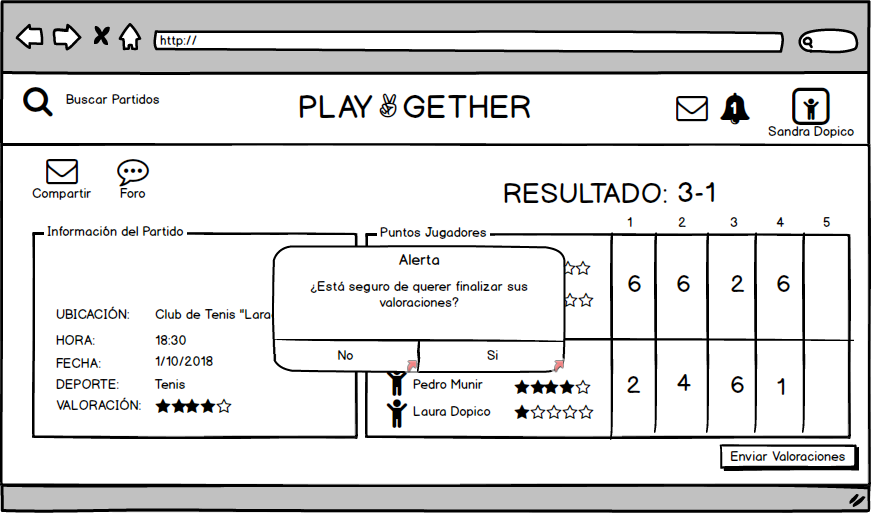 http://
Buscar Partidos
PLAY GETHER
1
Sandra Dopico
Compartir
Foro
RESULTADO: 3-1
1 2 3 4 5
Información del Partido
Puntos Jugadores
Alerta
¿Está seguro de querer finalizar sus
valoraciones?
No
Si
6 6 2 6
UBICACIÓN: Club de Tenis "Lara
HORA: 18:30
FECHA: 1/10/2018
DEPORTE: Tenis
VALORACIÓN:
Pedro Munir
Laura Dopico
2 4 6 1
Enviar Valoraciones